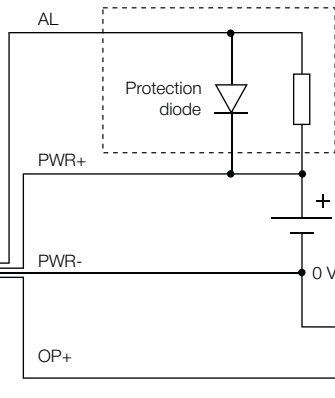 AL
Protection
diode
PWR+
+
PWR-
0 V
OP+